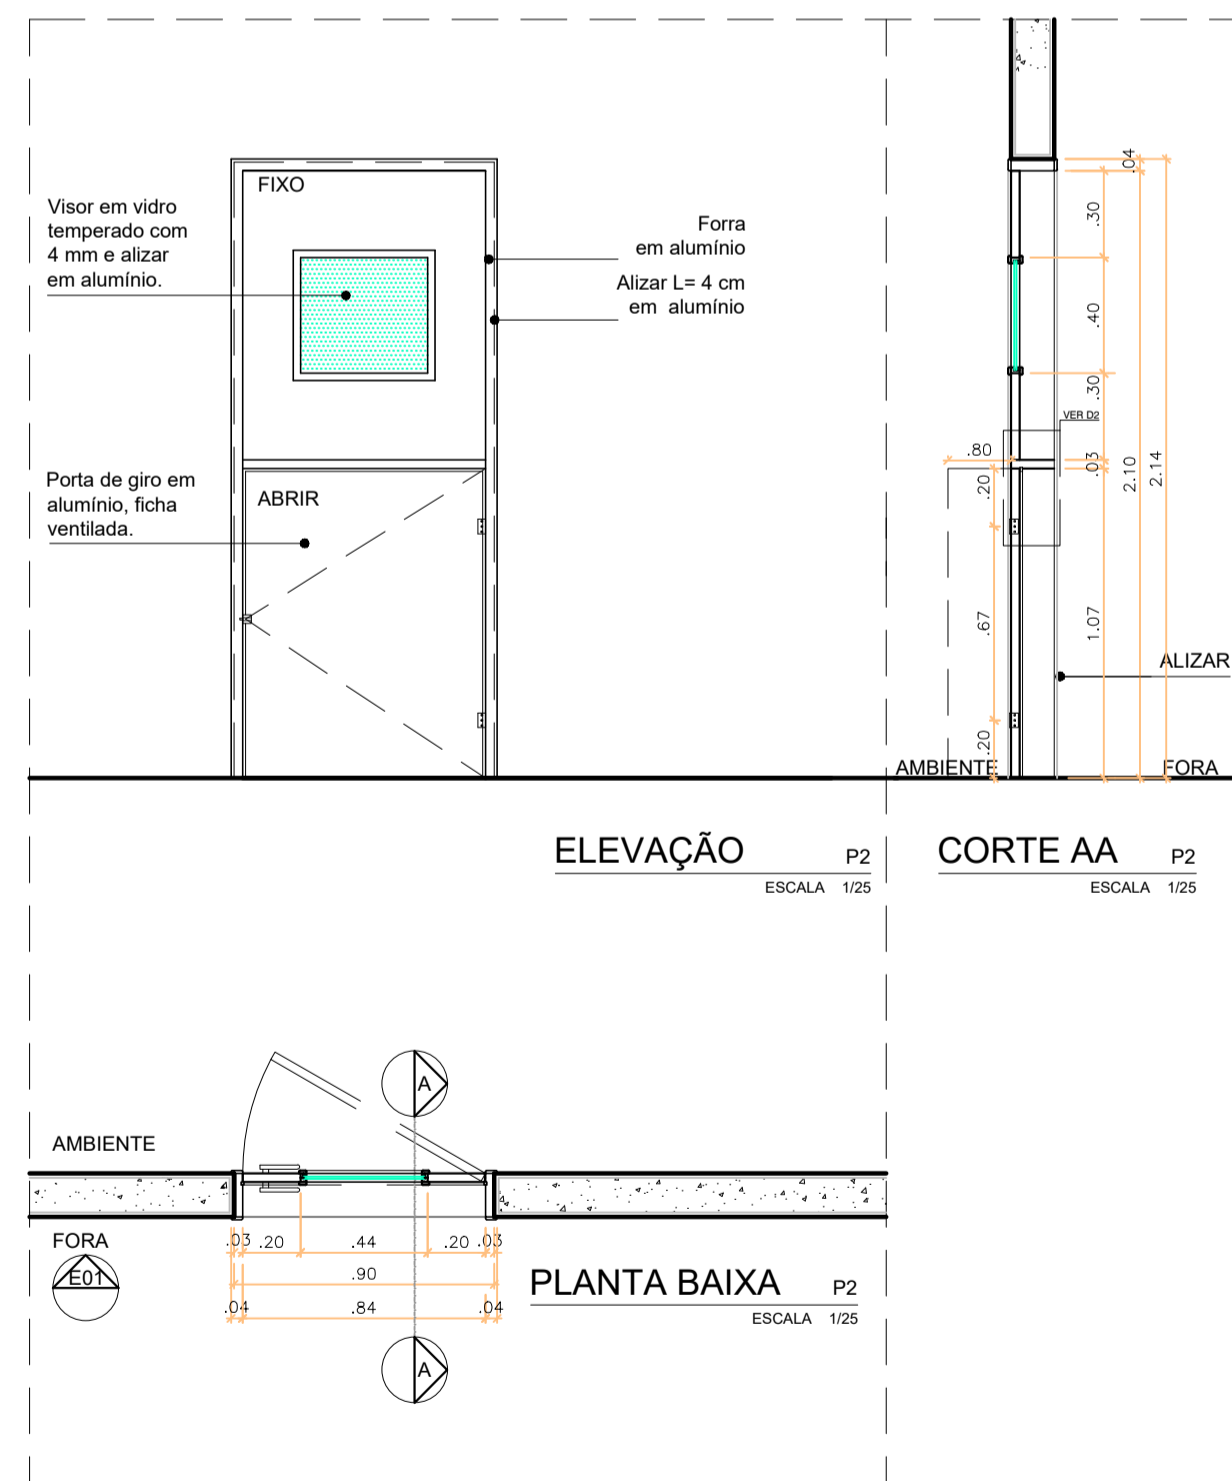 FIXO
Visor em vidro
temperado com
4 mm e alizar
em alumínio.
Forra
em alumínio
Alizar L= 4 cm
em alumínio
Porta de giro em
alumínio, ficha
ventilada.
ABRIR
.04
.30
.40
.30
VER D2
.80
.03
.20
2.10
2.14
.67
1.07
ALIZAR
.20
AMBIENTE
FORA
ELEVAÇÃO P2
ESCALA 1/25
CORTE AA P2
ESCALA 1/25
A
AMBIENTE
FORA
E01
.03 .20 .44 .20 .03
.90
.04 .84 .04
PLANTA BAIXA P2
ESCALA 1/25
A